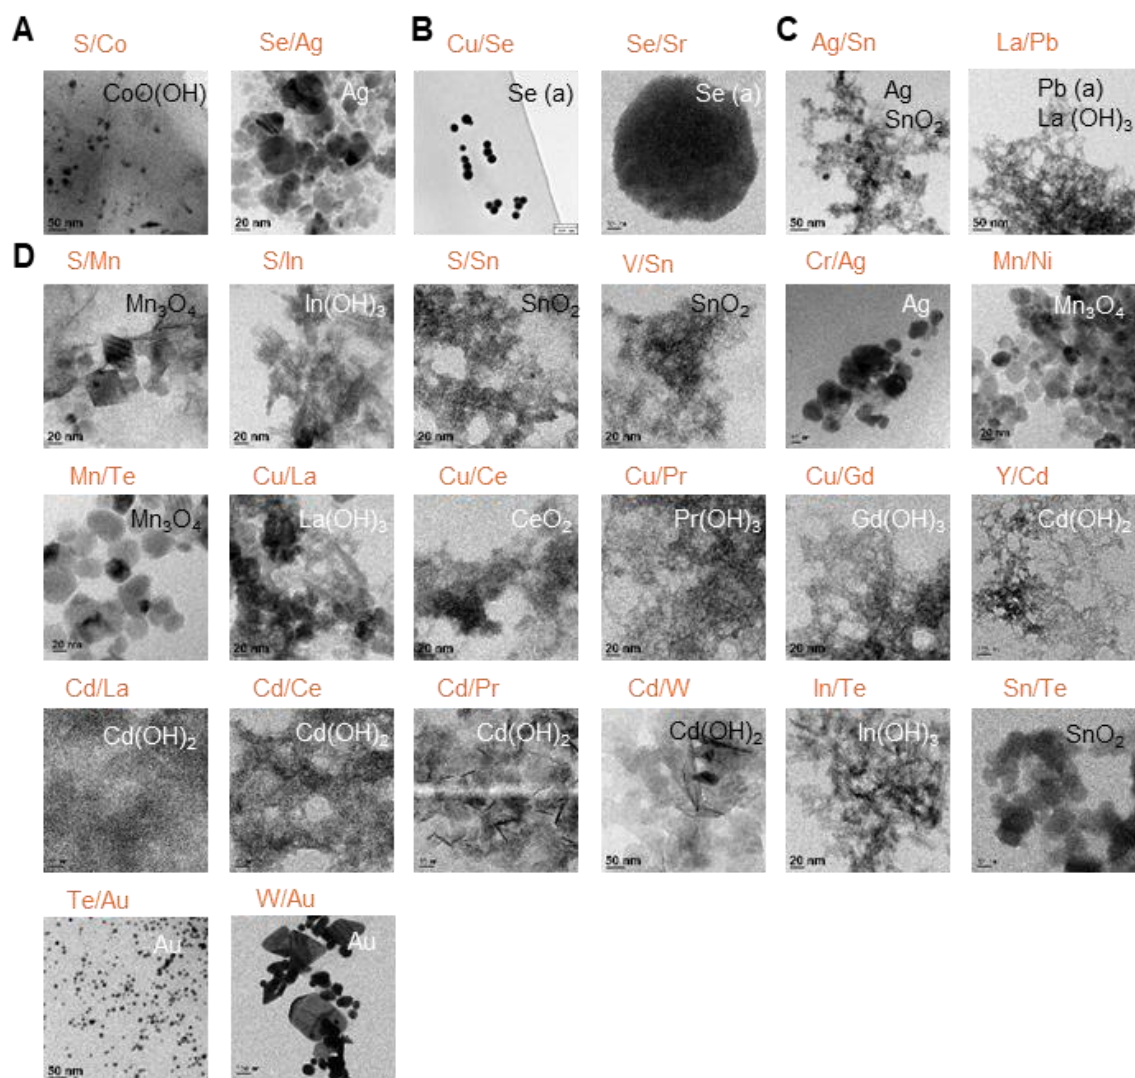 A B C
S/Co Se/Ag Cu/Se Se/Sr Ag/Sn La/Pb
CoO(OH) Ag Se (a) Se (a) Ag Pb (a)
SnO₂ La (OH)₃
50 nm 20 nm 50 nm 50 nm
D
S/Mn S/In S/Sn V/Sn Cr/Ag Mn/Ni
Mn₃O₄ In(OH)₃ SnO₂ SnO₂ Ag Mn₃O₄
20 nm 20 nm 20 nm 20 nm 20 nm
Mn/Te Cu/La Cu/Ce Cu/Pr Cu/Gd Y/Cd
Mn₃O₄ La(OH)₃ CeO₂ Pr(OH)₃ Gd(OH)₃ Cd(OH)₂
20 nm 20 nm 20 nm 20 nm 20 nm
Cd/La Cd/Ce Cd/Pr Cd/W In/Te Sn/Te
Cd(OH)₂ Cd(OH)₂ Cd(OH)₂ Cd(OH)₂ In(OH)₃ SnO₂
50 nm 20 nm
Te/Au W/Au
Au Au
50 nm